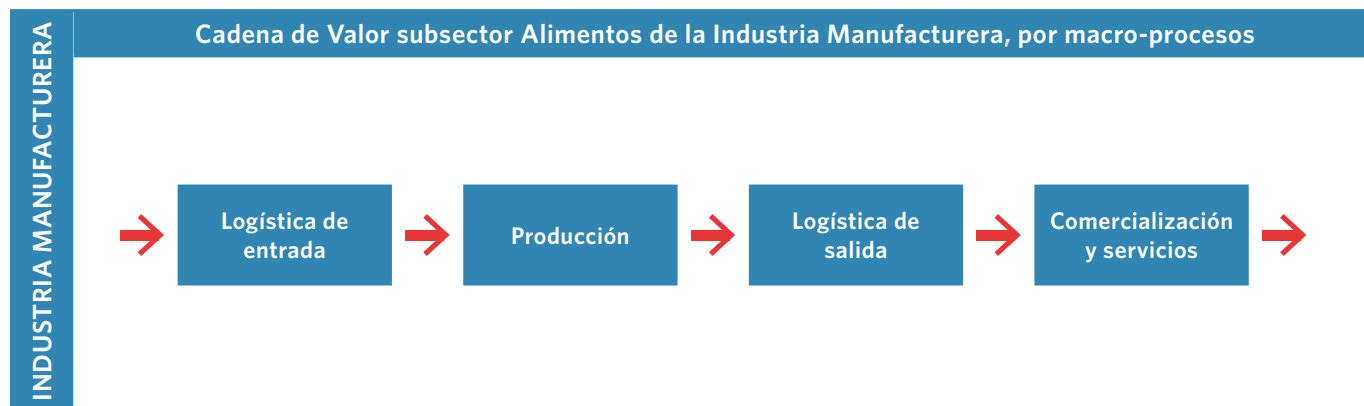 INDUSTRIA MANUFACTURERA
Cadena de Valor subsector Alimentos de la Industria Manufacturera, por macro-procesos
Logística de
entrada
Producción
Logística de
salida
Comercialización
y servicios